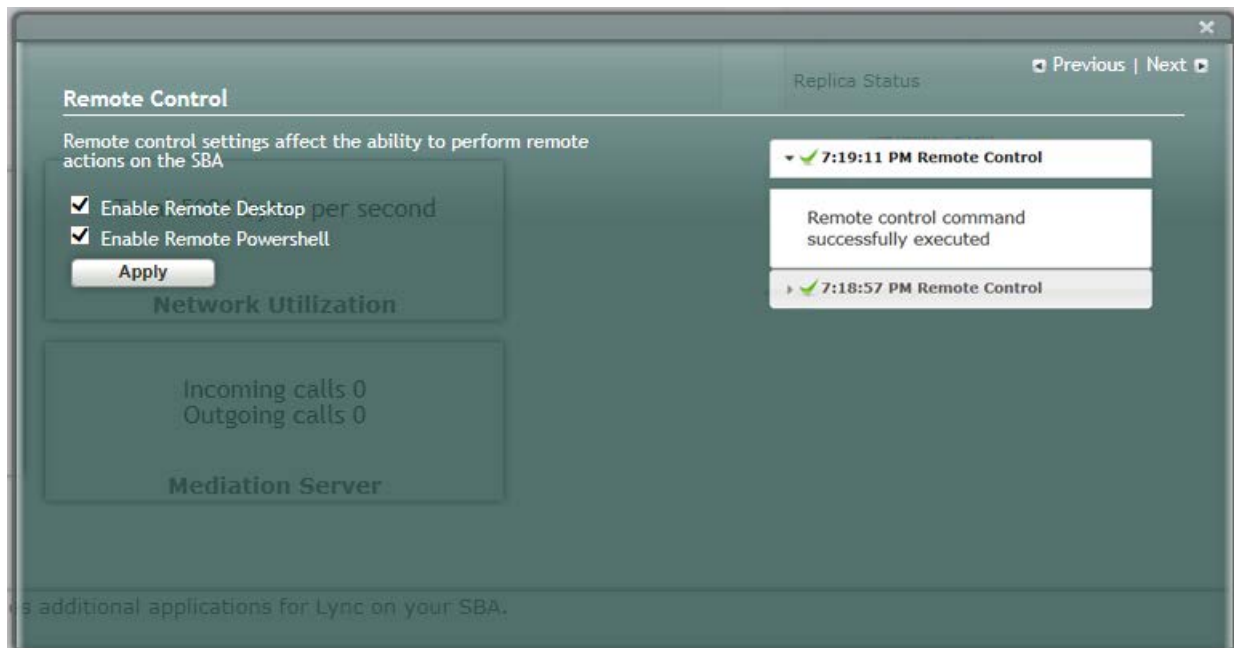 Previous | Next
Replica Status
Remote Control
Remote control settings affect the ability to perform remote
actions on the SBA
Enable Remote Desktop
per second
Enable Remote Powershell
Apply
Network Utilization
Incoming calls 0
Outgoing calls 0
Mediation Server
7:19:11 PM Remote Control
Remote control command
successfully executed
7:18:57 PM Remote Control
additional applications for Lync on your SBA.